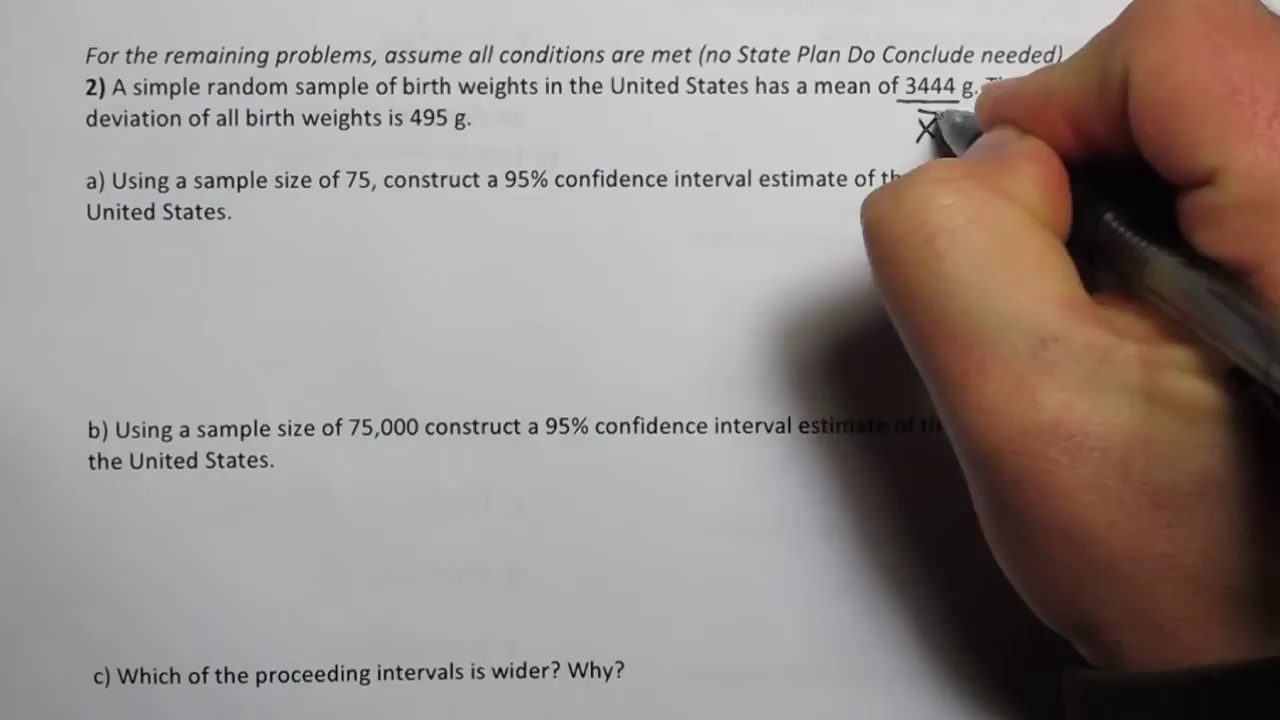 For the remaining problems, assume all conditions are met (no State Plan Do Conclude needed)
2) A simple random sample of birth weights in the United States has a mean of 3444 g.
x̅
deviation of all birth weights is 495 g.
a) Using a sample size of 75, construct a 95% confidence interval estimate of
United States.
b) Using a sample size of 75,000 construct a 95% confidence interval estimate of
the United States.
c) Which of the proceeding intervals is wider? Why?